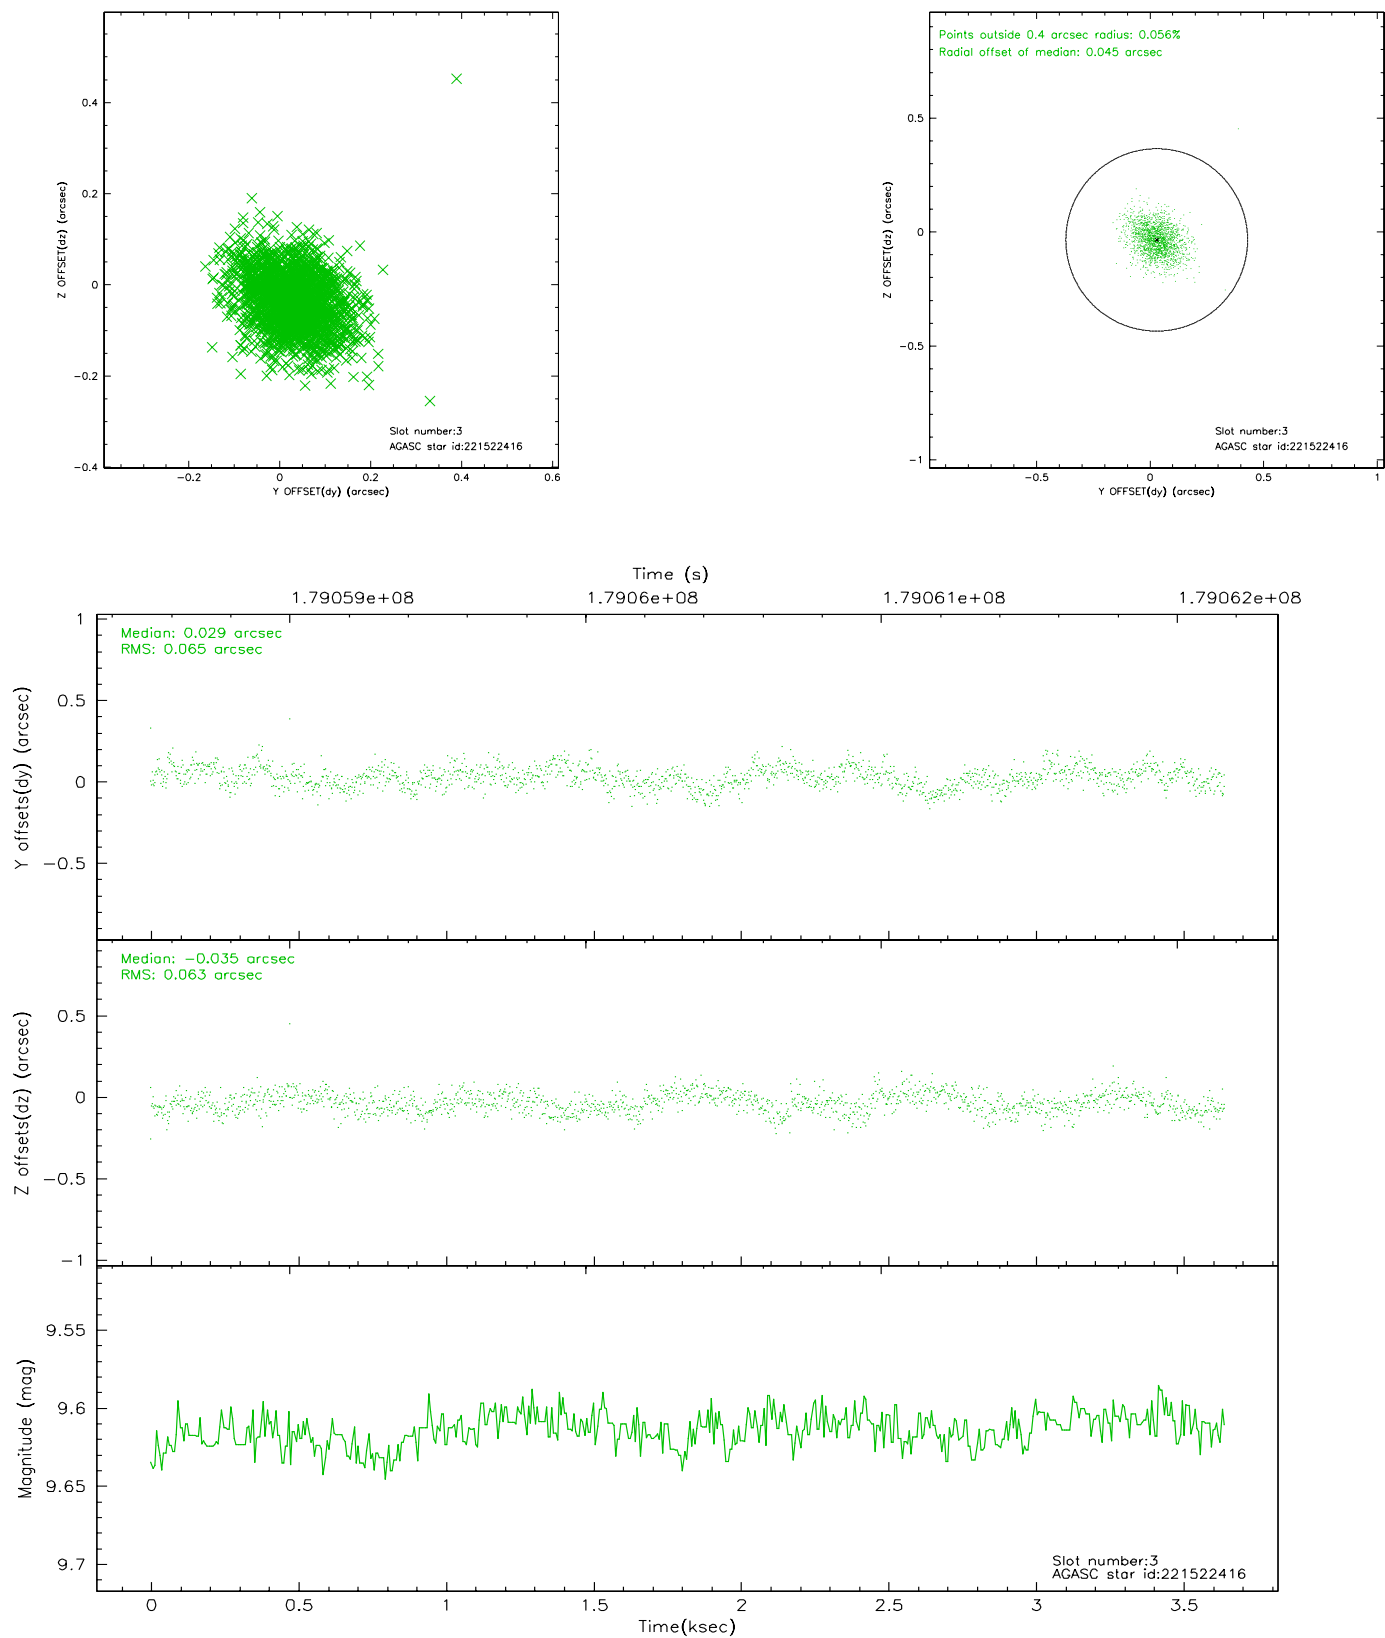 0.4
0.2
0
−0.2
−0.4
Z OFFSET(dz) (arcsec)
Slot number:3
AGASC star id:221522416
−0.2 0 0.2 0.4 0.6
Y OFFSET(dy) (arcsec)
Points outside 0.4 arcsec radius: 0.056%
Radial offset of median: 0.045 arcsec
0.5
0
−0.5
−1
Z OFFSET(dz) (arcsec)
Slot number:3
AGASC star id:221522416
−0.5 0 0.5 1
Y OFFSET(dy) (arcsec)
Time (s)
1.79059e+08 1.7906e+08 1.79061e+08 1.79062e+08
Median: 0.029 arcsec
RMS: 0.065 arcsec
1
0.5
0
−0.5
Y offsets(dy) (arcsec)
Median: −0.035 arcsec
RMS: 0.063 arcsec
0.5
0
−0.5
−1
Z offsets(dz) (arcsec)
9.55
9.6
9.65
9.7
Magnitude (mag)
Slot number:3
AGASC star id:221522416
0 0.5 1 1.5 2 2.5 3 3.5
Time(ksec)